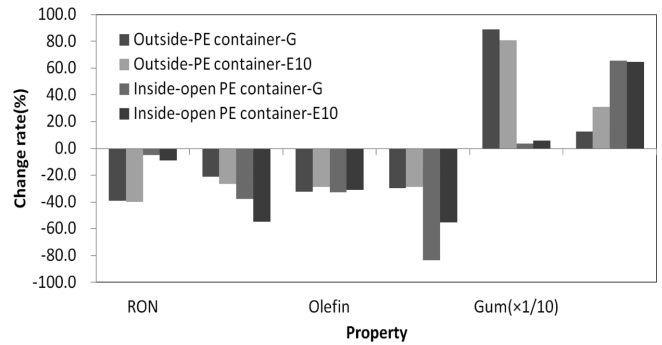 100.0
80.0
60.0
40.0
20.0
0.0
-20.0
-40.0
-60.0
-80.0
-100.0
Change rate(%)
Outside-PE container-G
Outside-PE container-E10
Inside-open PE container-G
Inside-open PE container-E10
RON
Olefin
Gum(×1/10)
Property